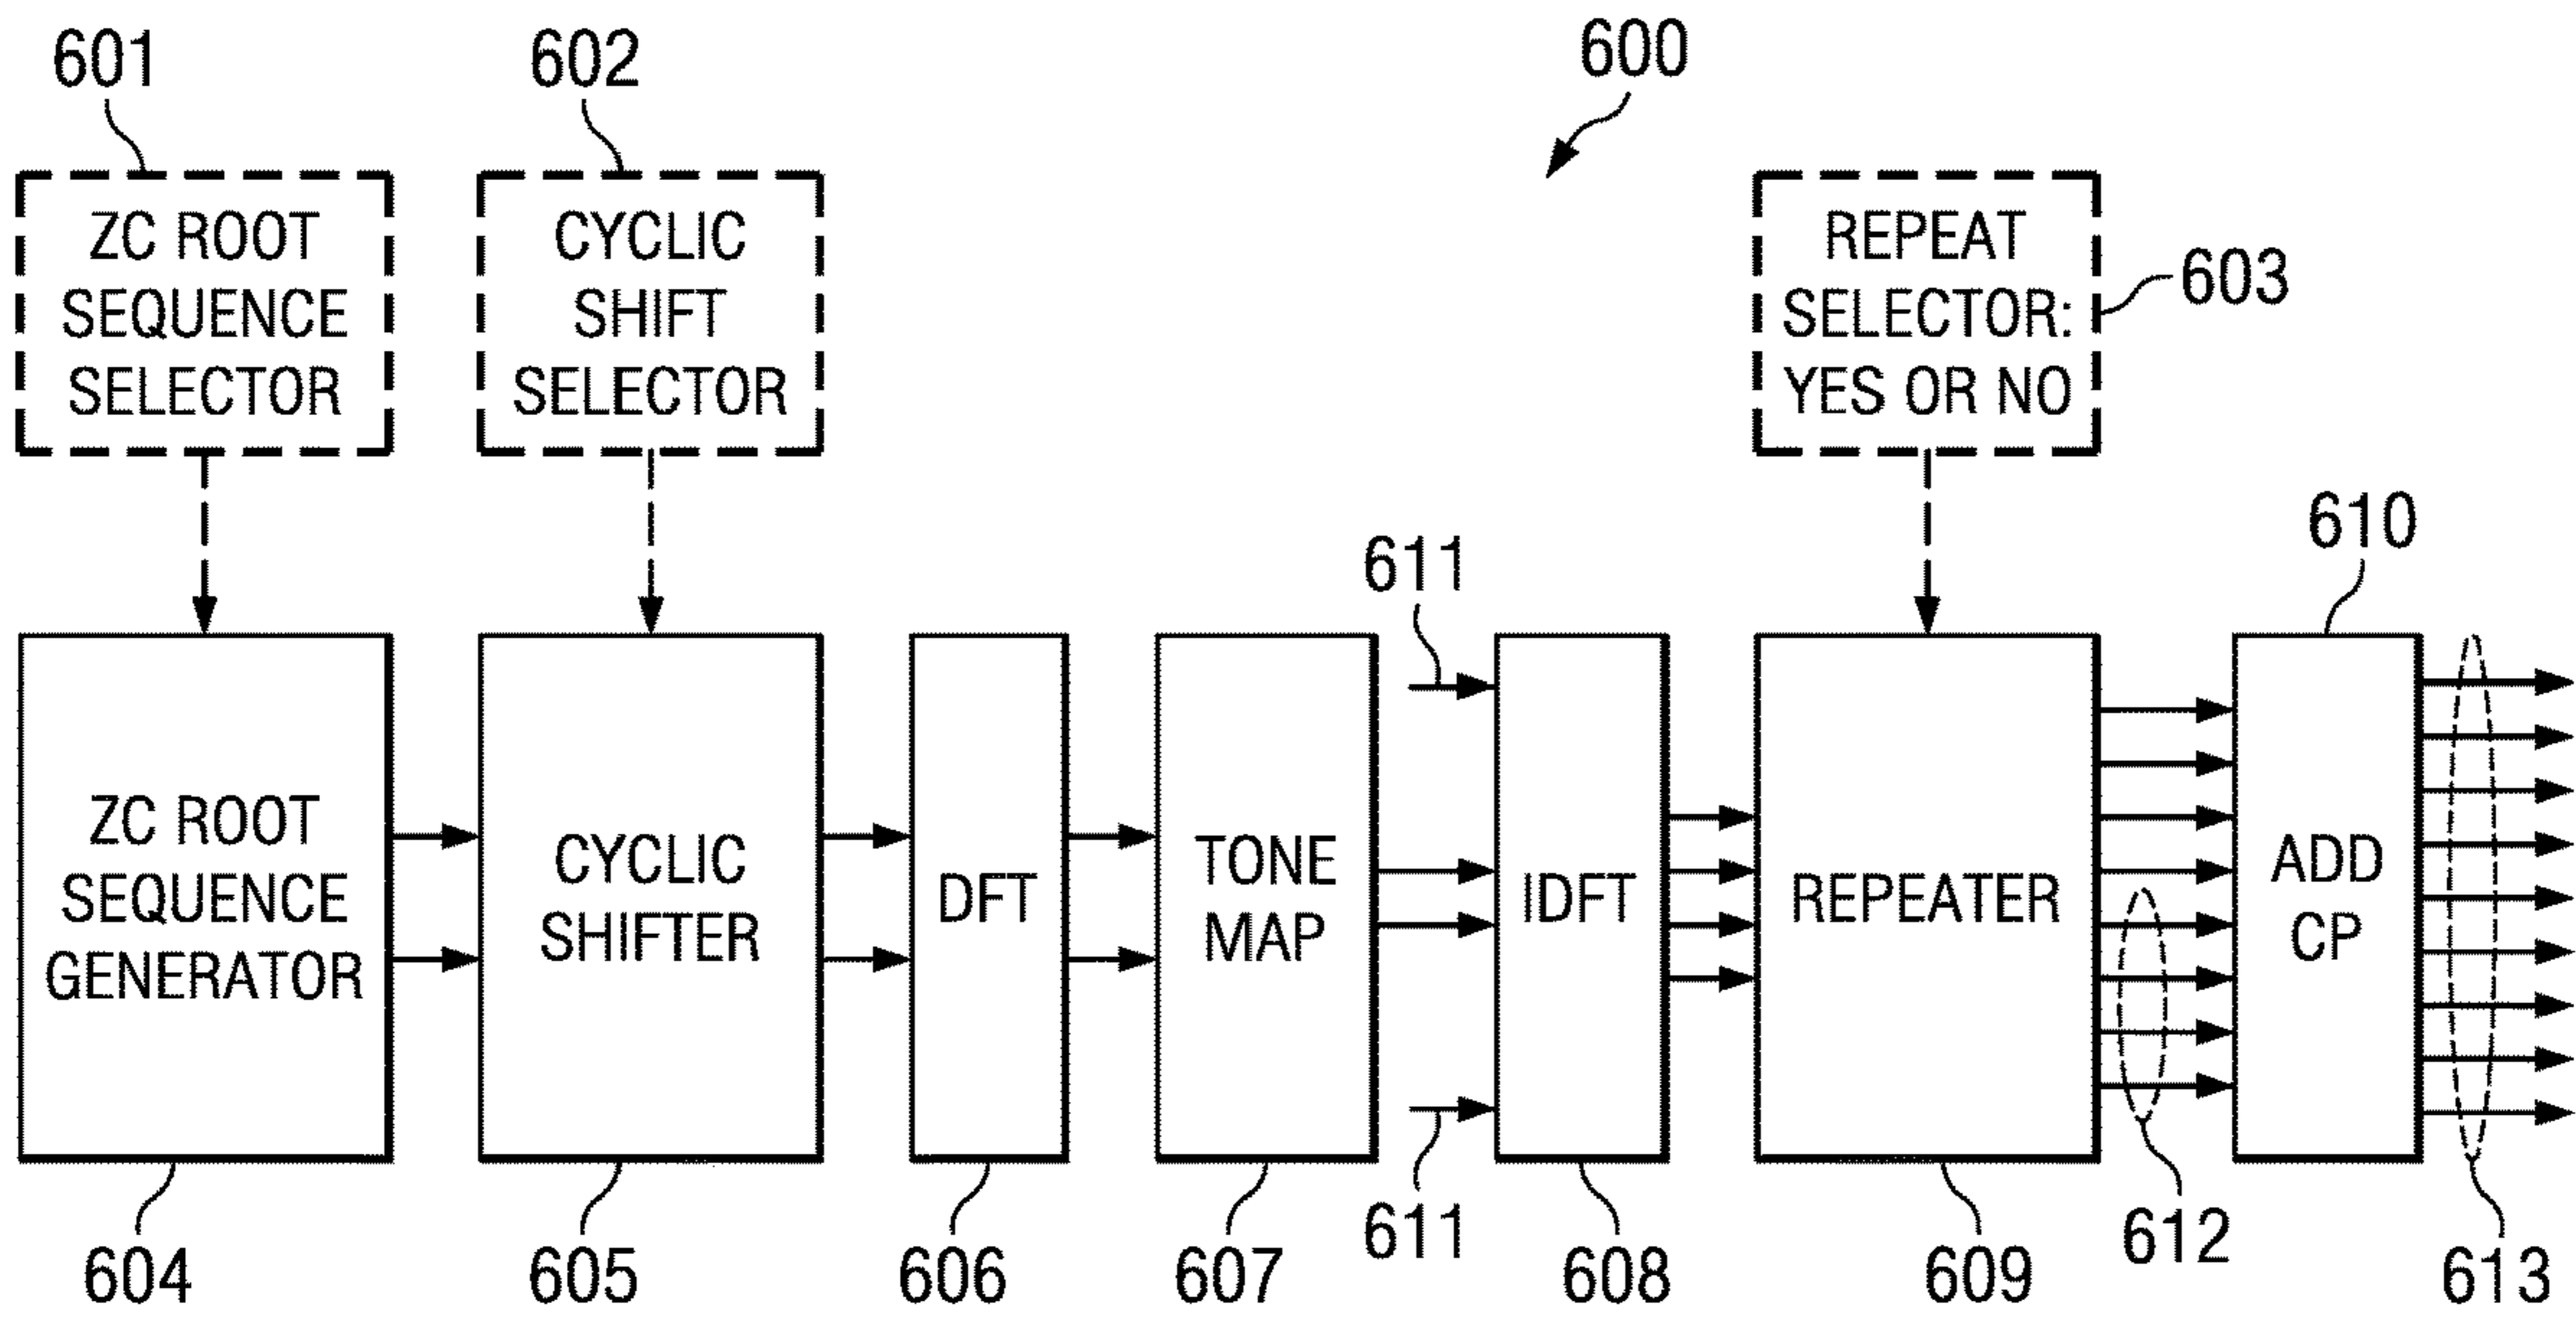 600
601
602
ZC ROOT
SEQUENCE
SELECTOR
CYCLIC
SHIFT
SELECTOR
REPEAT
SELECTOR:
YES OR NO
603
610
611
ZC ROOT
SEQUENCE
GENERATOR
CYCLIC
SHIFTER
DFT
TONE
MAP
IDFT
REPEATER
ADD
CP
611
612
604
605
606
607
608
609
613